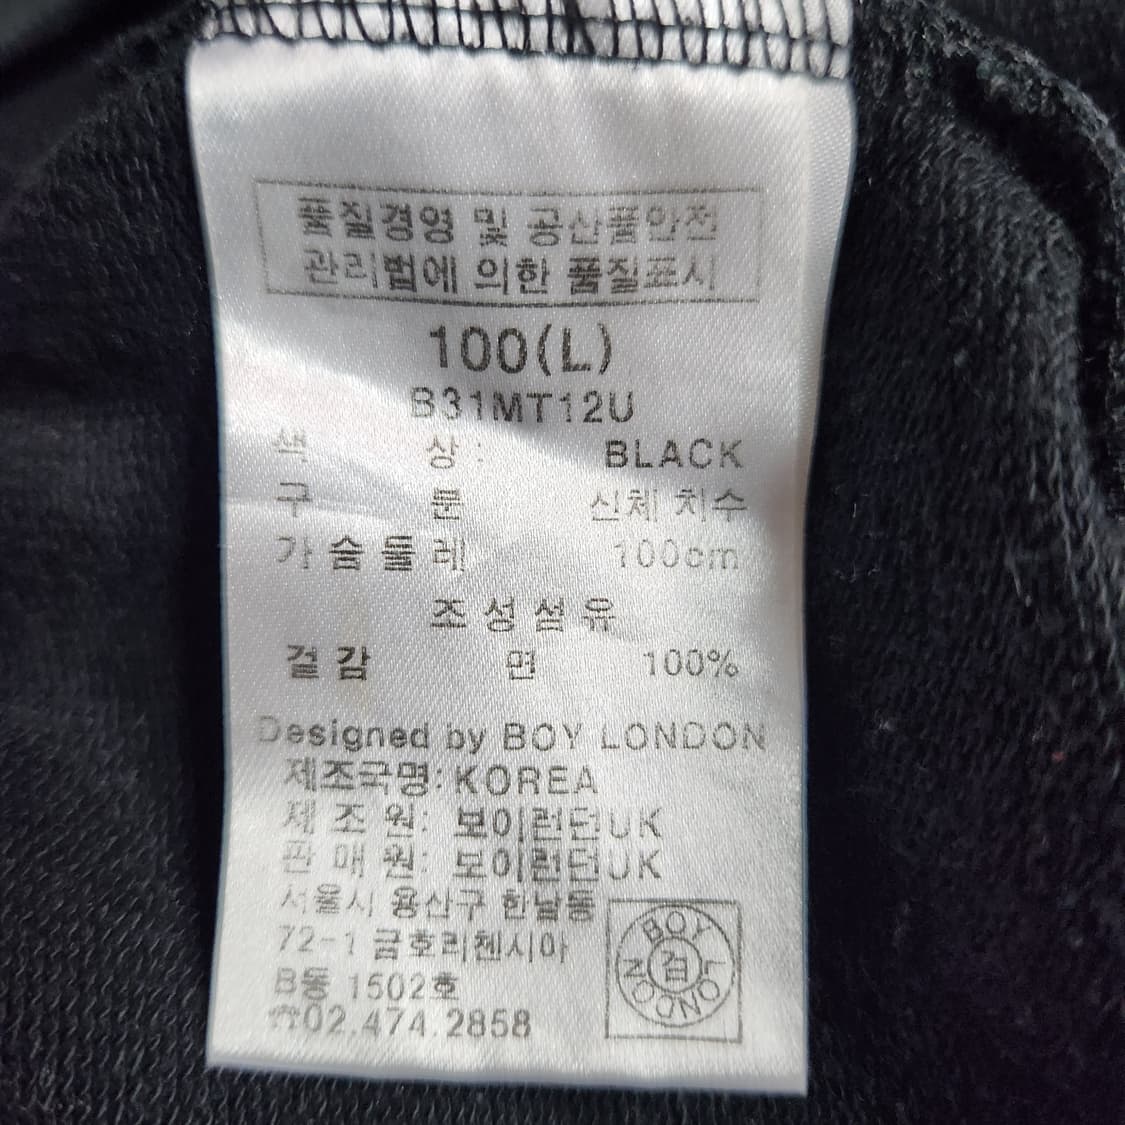 품질경영 및 공산품안전
관리법에 의한 품질표시
100(L)
B31MT12U
색 상: BLACK
구 분 신체 치수
가슴둘레 100cm
조성섬유
겉감 면 100%
Designed by BOY LONDON
제조국명: KOREA
제 조 원: 보이런던UK
판 매 원: 보이런던UK
서울시 용산구 한남동
72-1 금호리첸시아
B동 1502호
☎02.474.2858
BOY
LONDON
검